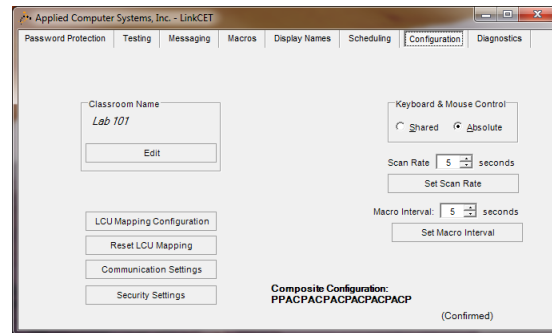 Applied Computer Systems, Inc. - LinkCET
Password Protection Testing Messaging Macros Display Names Scheduling Configuration Diagnostics
Classroom Name
Lab 101
Edit
Keyboard & Mouse Control
Shared Absolute
Scan Rate 5 seconds
Set Scan Rate
Macro Interval: 5 seconds
Set Macro Interval
LCU Mapping Configuration
Reset LCU Mapping
Communication Settings
Security Settings
Composite Configuration:
PPACPACPACPACPACPACP
(Confirmed)